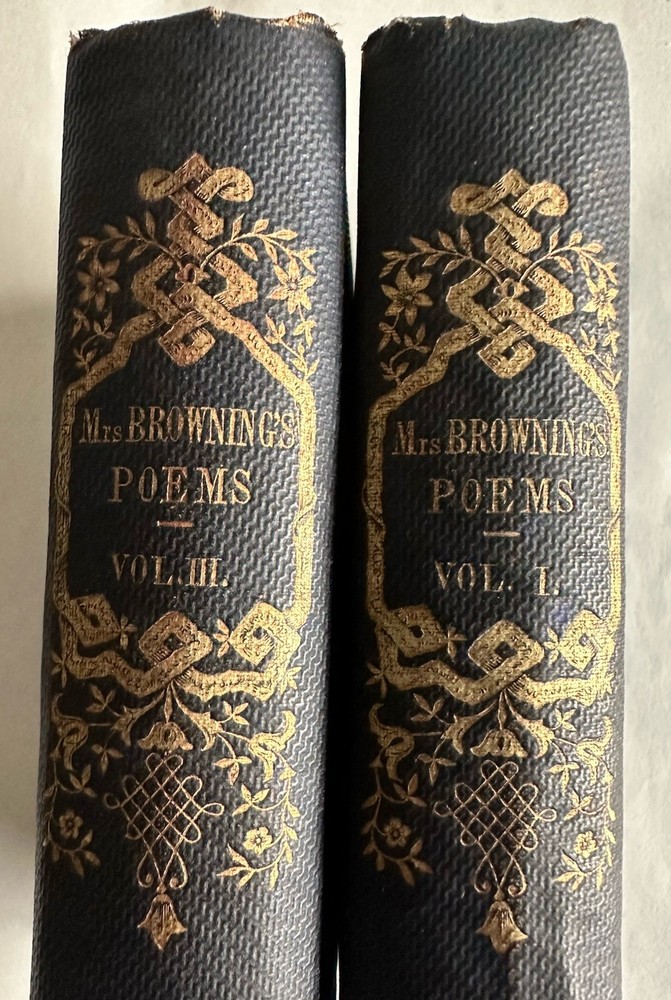 Mrs BROWNING'S
POEMS
VOL. III.
Mrs BROWNING'S
POEMS
VOL. I.